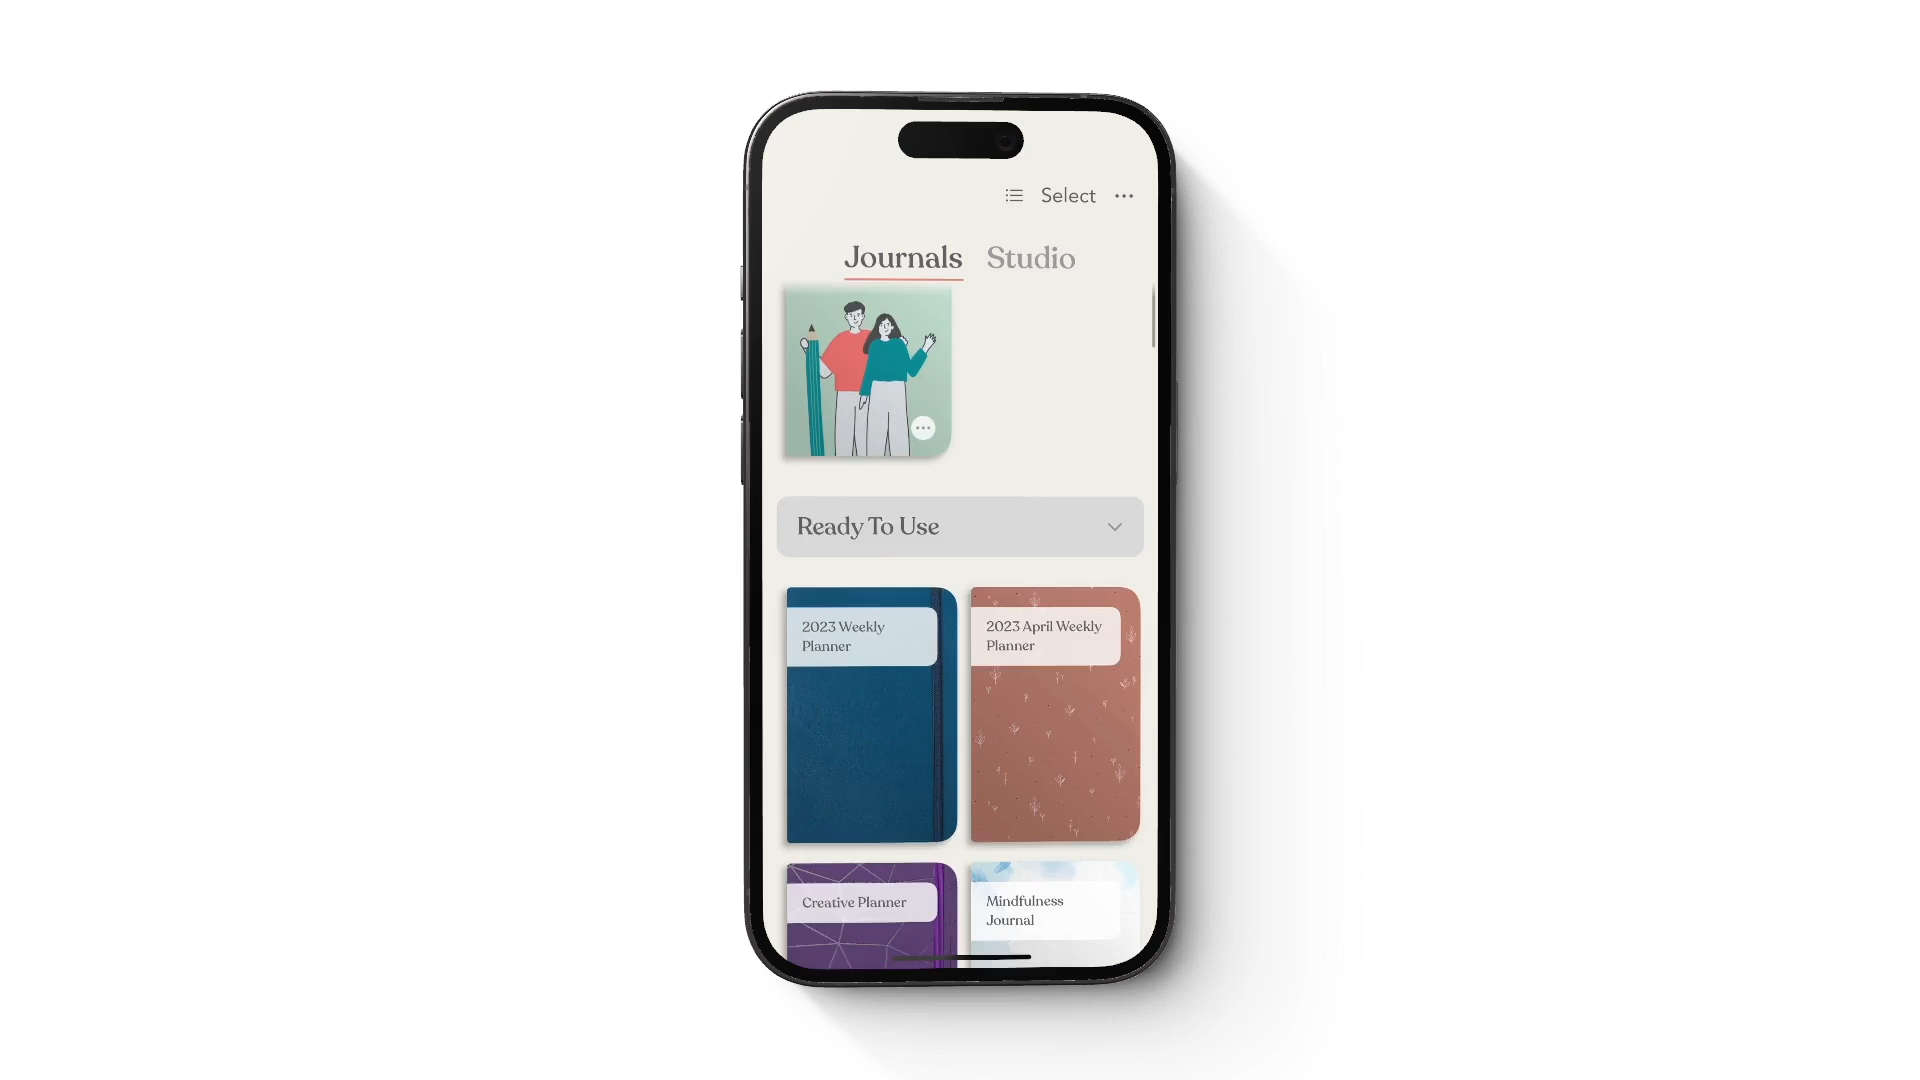 Select
Journals Studio
Ready To Use
2023 Weekly
Planner
2023 April Weekly
Planner
Creative Planner
Mindfulness
Journal